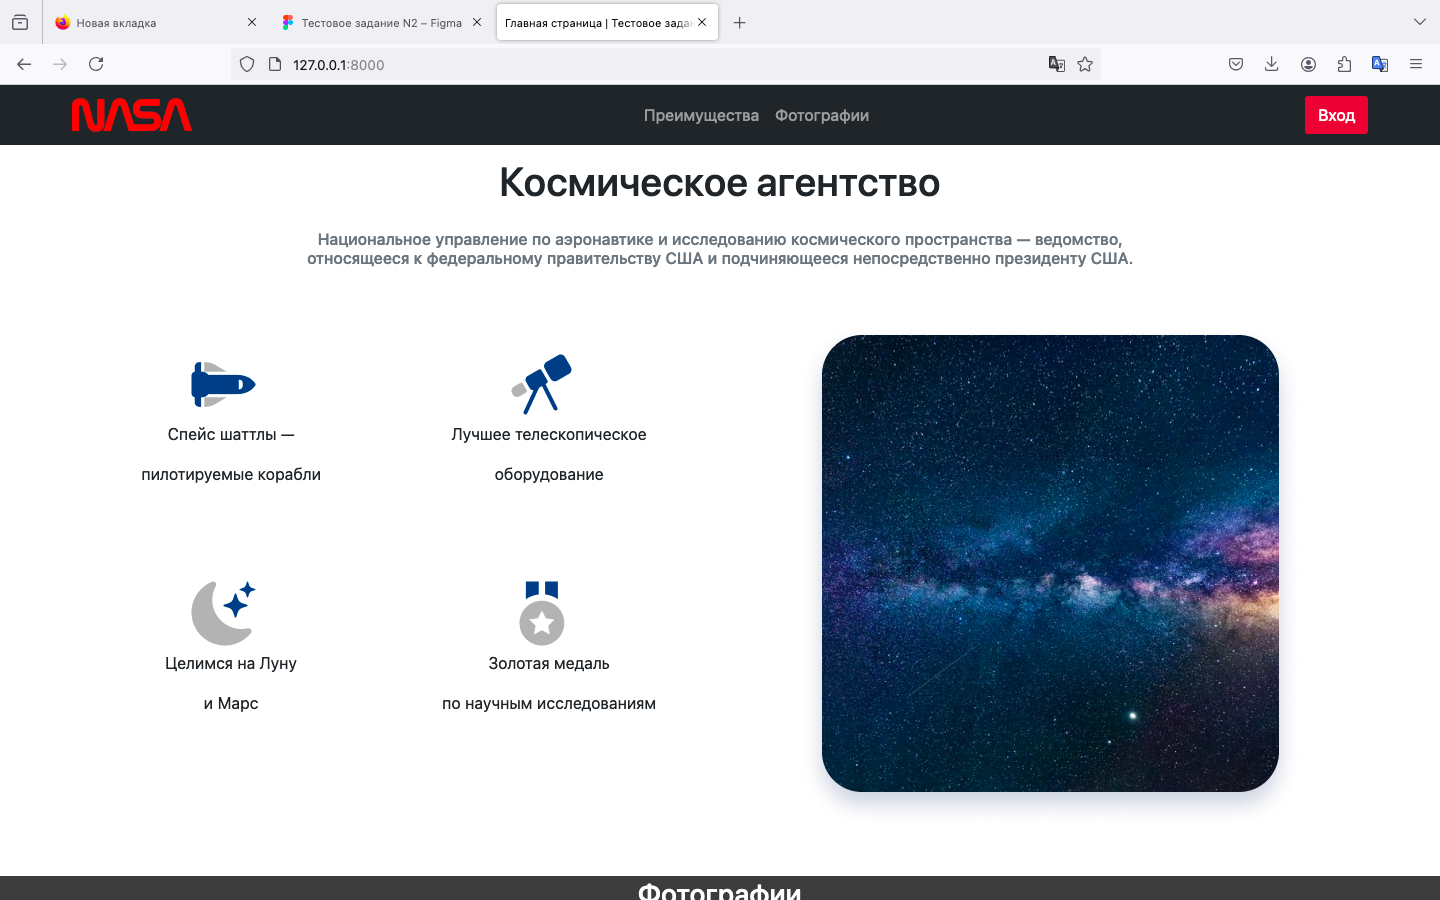 Новая вкладка
Тестовое задание N2 – Figma
Главная страница | Тестовое зада
127.0.0.1:8000
NASA
Преимущества
Фотографии
Вход
Космическое агентство
Национальное управление по аэронавтике и исследованию космического пространства — ведомство,
относящееся к федеральному правительству США и подчиняющееся непосредственно президенту США.
Спейс шаттлы —
пилотируемые корабли
Лучшее телескопическое
оборудование
Целимся на Луну
и Марс
Золотая медаль
по научным исследованиям
Фотографии